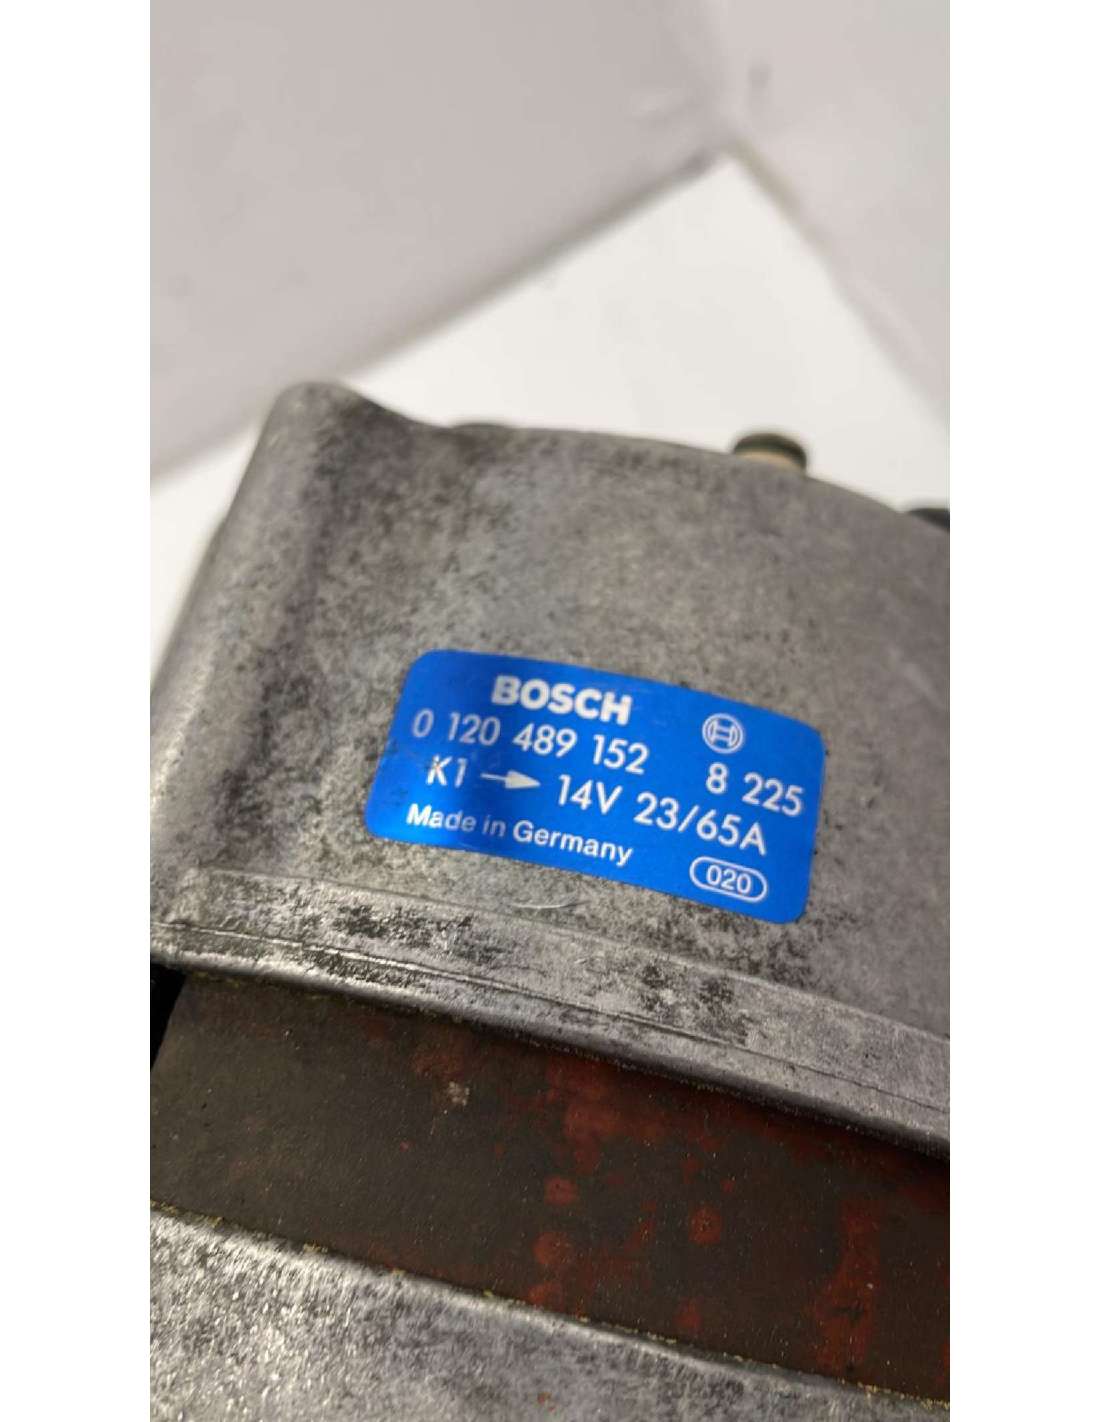 BOSCH
0 120 489 152 8 225
K1 → 14V 23/65A
Made in Germany 020